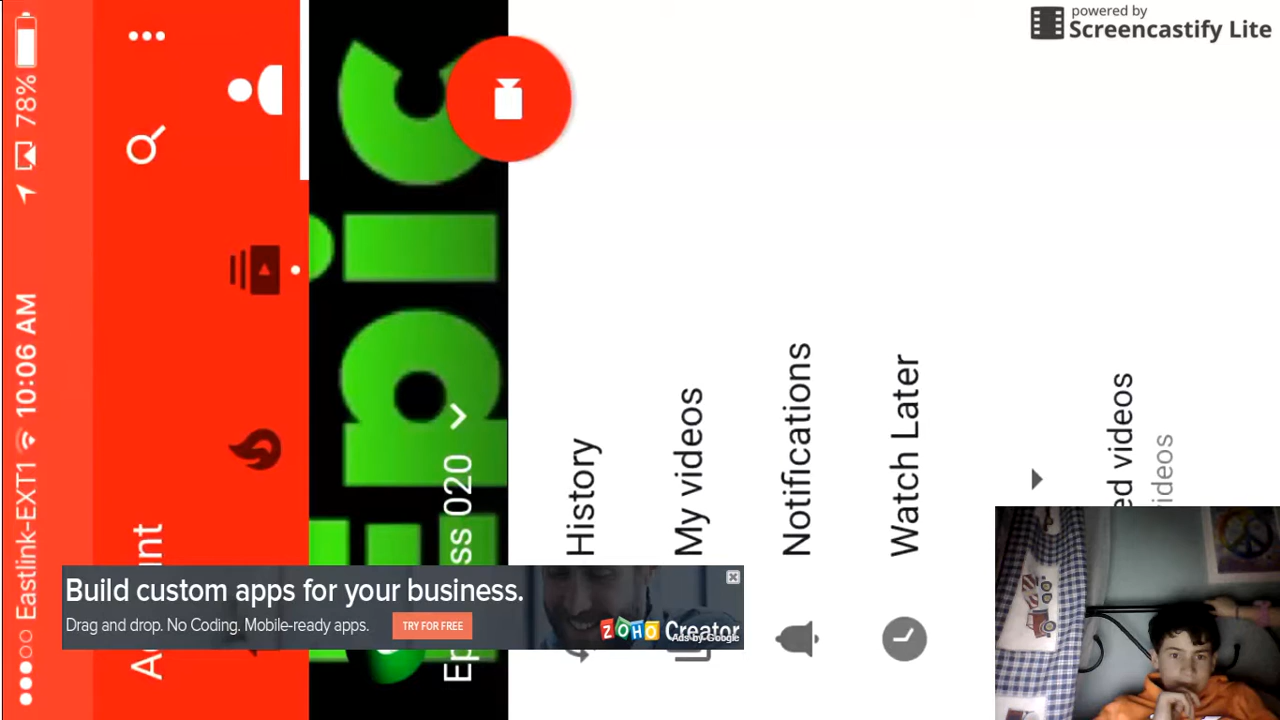 powered by
Screencastify Lite
Eastlink-EXT1 10:06 AM 78%
Epic
020
History
My videos
Notifications
Watch Later
Build custom apps for your business.
Drag and drop. No Coding. Mobile-ready apps.
TRY FOR FREE
ZOHO Creator
Ads by Google